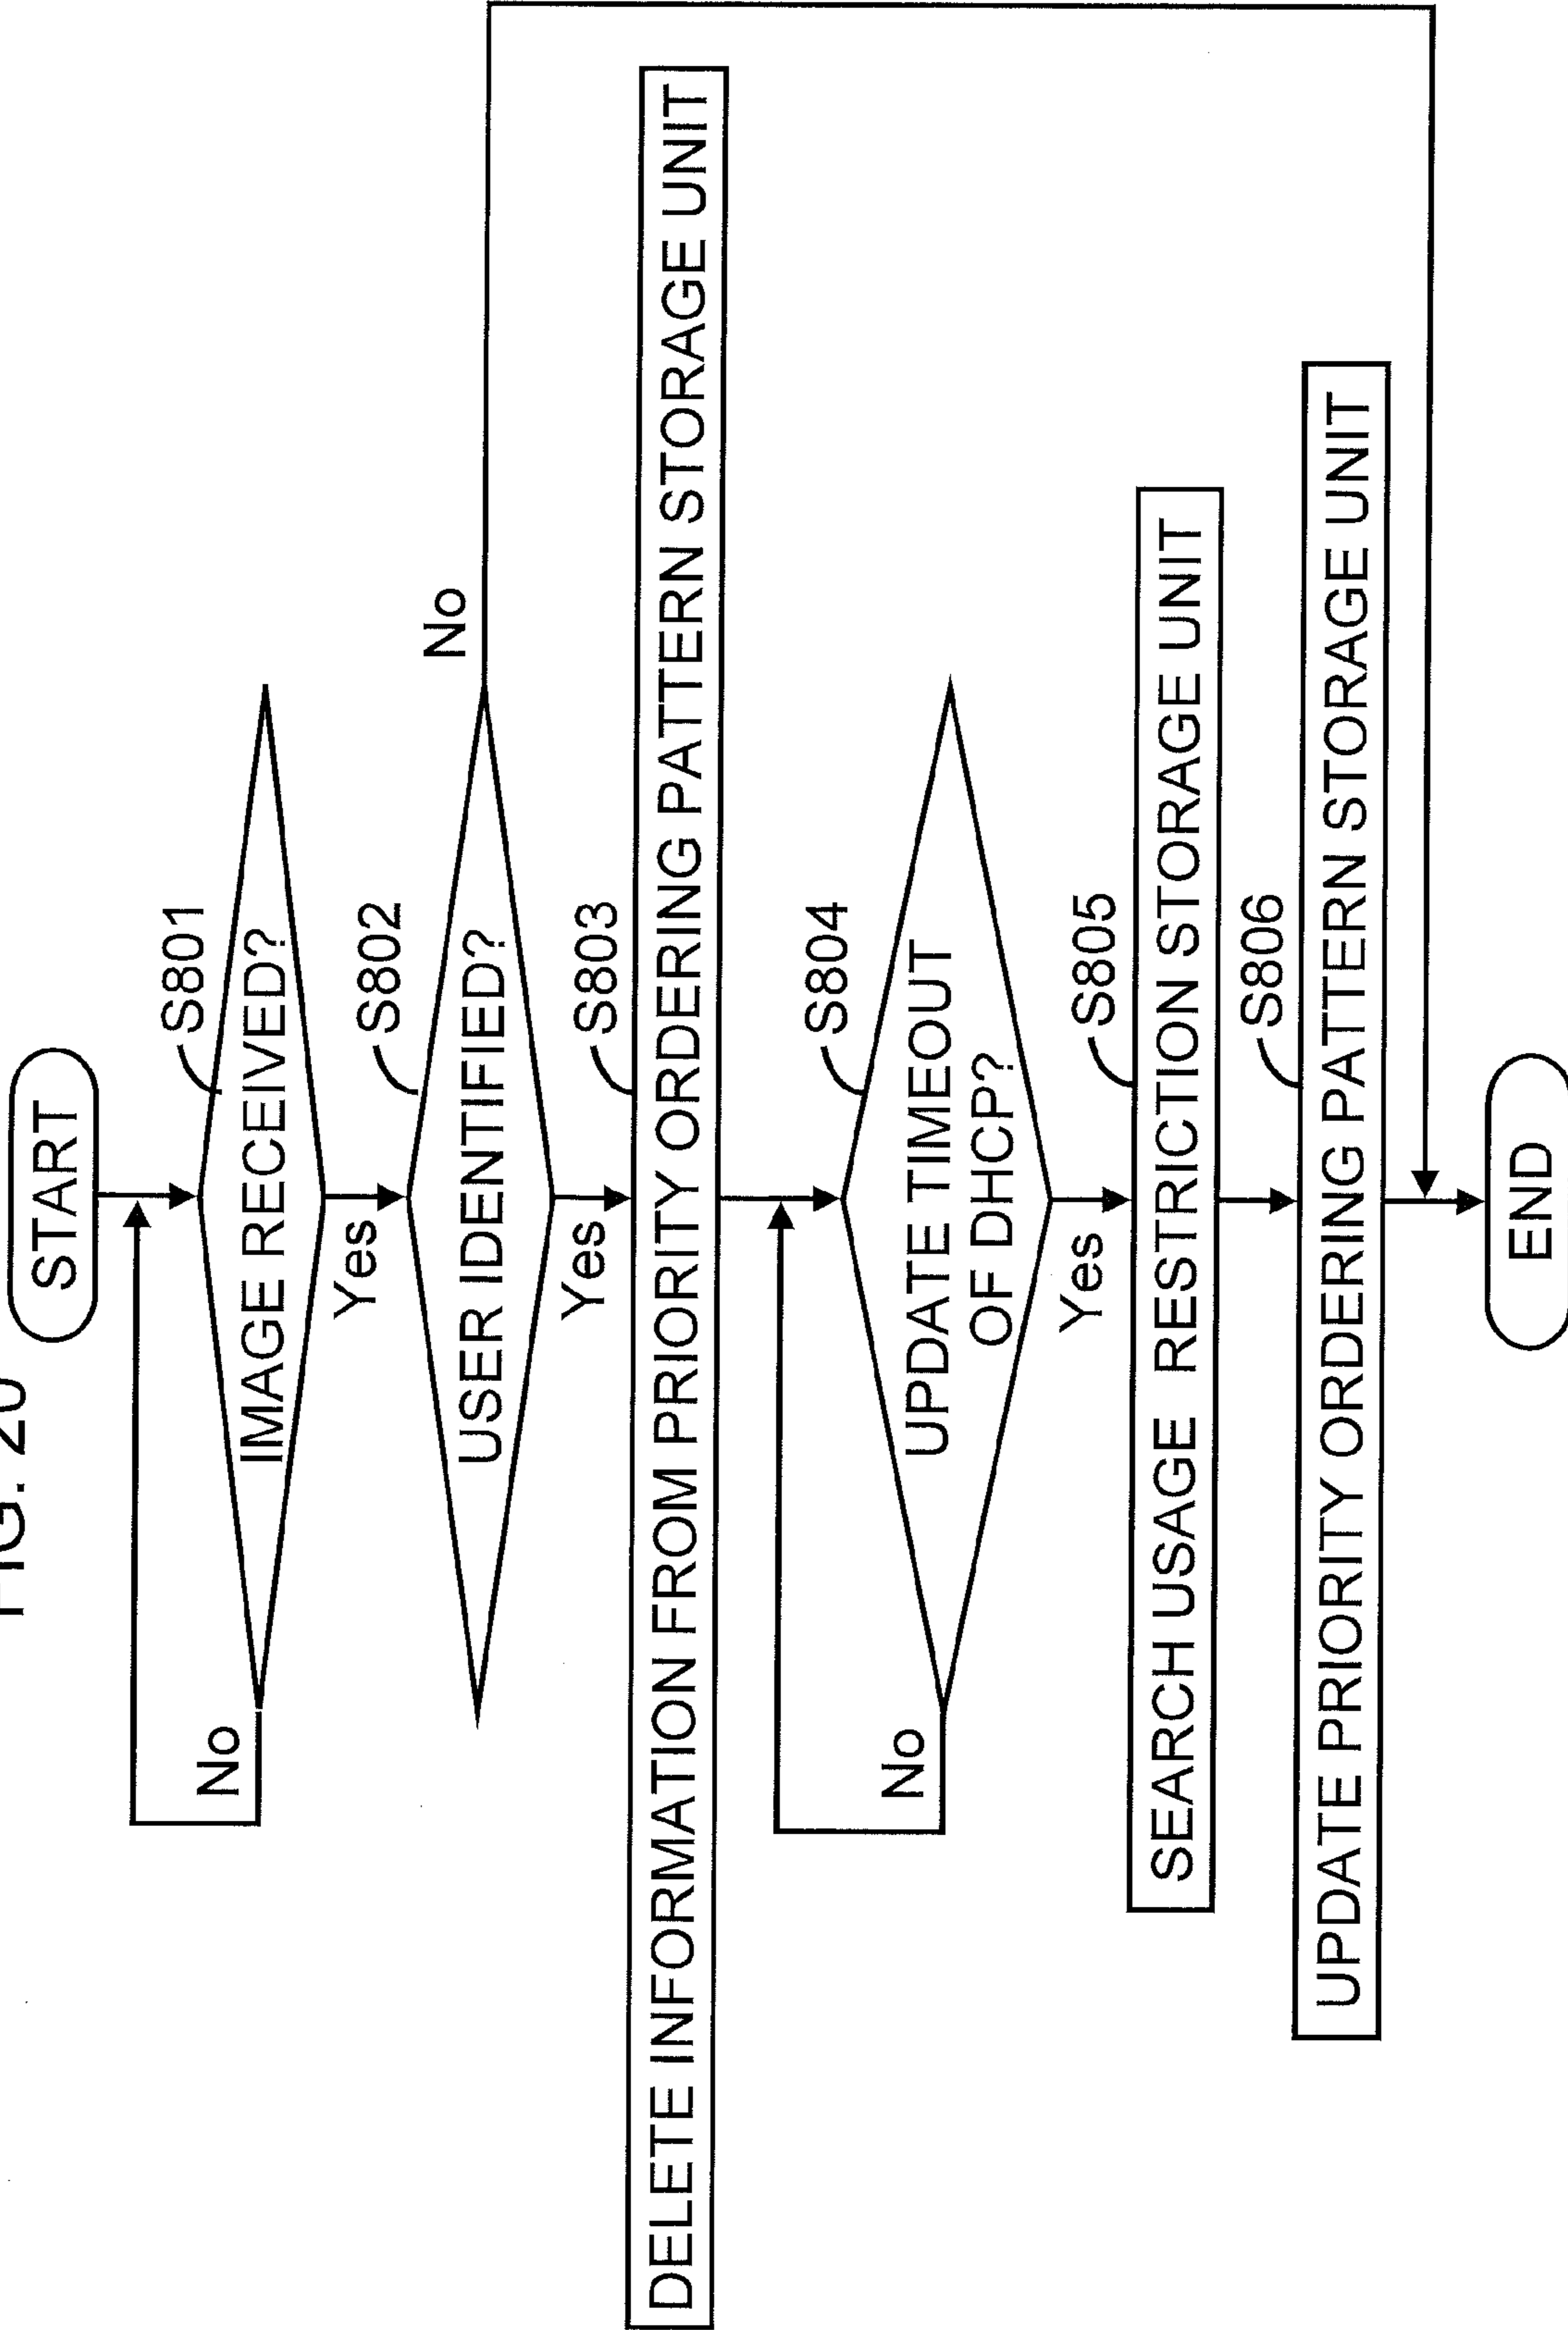 FIG. 20
START
S801
IMAGE RECEIVED?
No
Yes
S802
USER IDENTIFIED?
No
Yes
S803
DELETE INFORMATION FROM PRIORITY ORDERING PATTERN STORAGE UNIT
S804
UPDATE TIMEOUT
OF DHCP?
No
Yes
S805
SEARCH USAGE RESTRICTION STORAGE UNIT
S806
UPDATE PRIORITY ORDERING PATTERN STORAGE UNIT
END